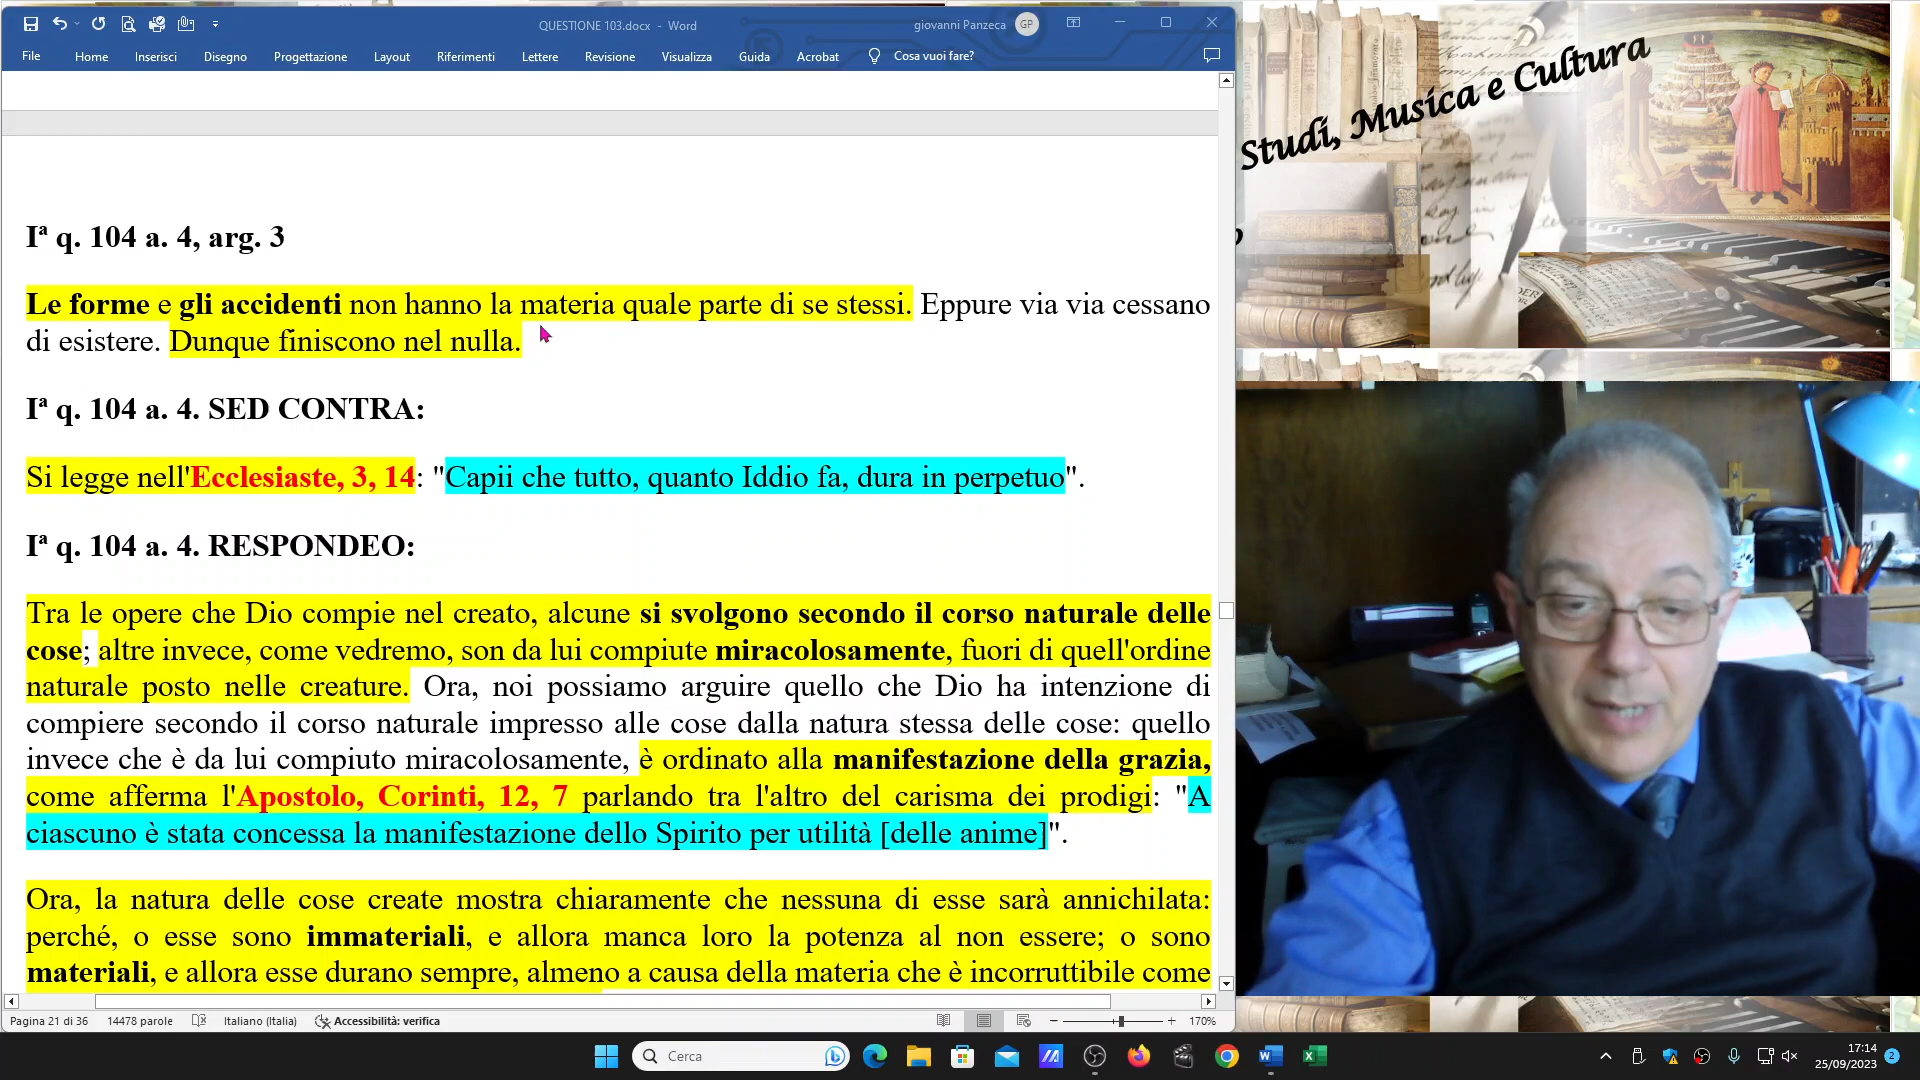 QUESTIONE 103.docx - Word
giovanni Panzeca
GP
File Home Inserisci Disegno Progettazione Layout Riferimenti Lettere Revisione Visualizza Guida Acrobat Cosa vuoi fare?
Studi, Musica e Cultura
Iª q. 104 a. 4, arg. 3
Le forme e gli accidenti non hanno la materia quale parte di se stessi. Eppure via via cessano
di esistere. Dunque finiscono nel nulla.
Iª q. 104 a. 4. SED CONTRA:
Si legge nell'Ecclesiaste, 3, 14: "Capii che tutto, quanto Iddio fa, dura in perpetuo".
Iª q. 104 a. 4. RESPONDEO:
Tra le opere che Dio compie nel creato, alcune si svolgono secondo il corso naturale delle
cose; altre invece, come vedremo, son da lui compiute miracolosamente, fuori di quell'ordine
naturale posto nelle creature. Ora, noi possiamo arguire quello che Dio ha intenzione di
compiere secondo il corso naturale impresso alle cose dalla natura stessa delle cose: quello
invece che è da lui compiuto miracolosamente, è ordinato alla manifestazione della grazia,
come afferma l'Apostolo, Corinti, 12, 7 parlando tra l'altro del carisma dei prodigi: "A
ciascuno è stata concessa la manifestazione dello Spirito per utilità [delle anime]".
Ora, la natura delle cose create mostra chiaramente che nessuna di esse sarà annichilata:
perché, o esse sono immateriali, e allora manca loro la potenza al non essere; o sono
materiali, e allora esse durano sempre, almeno a causa della materia che è incorruttibile come
Pagina 21 di 36 14478 parole Italiano (Italia) Accessibilità: verifica 170%
Cerca
17:14
25/09/2023
2